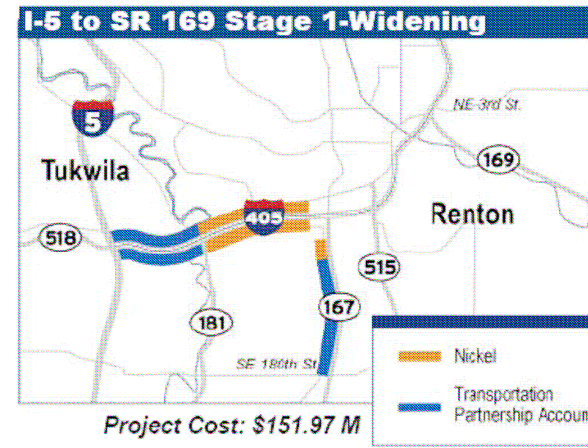 I-5 to SR 169 Stage 1-Widening
5
NE 3rd St.
169
Tukwila
Renton
405
518
515
181
167
SE 180th St.
Nickel
Transportation
Partnership Accoun
Project Cost: $151.97 M